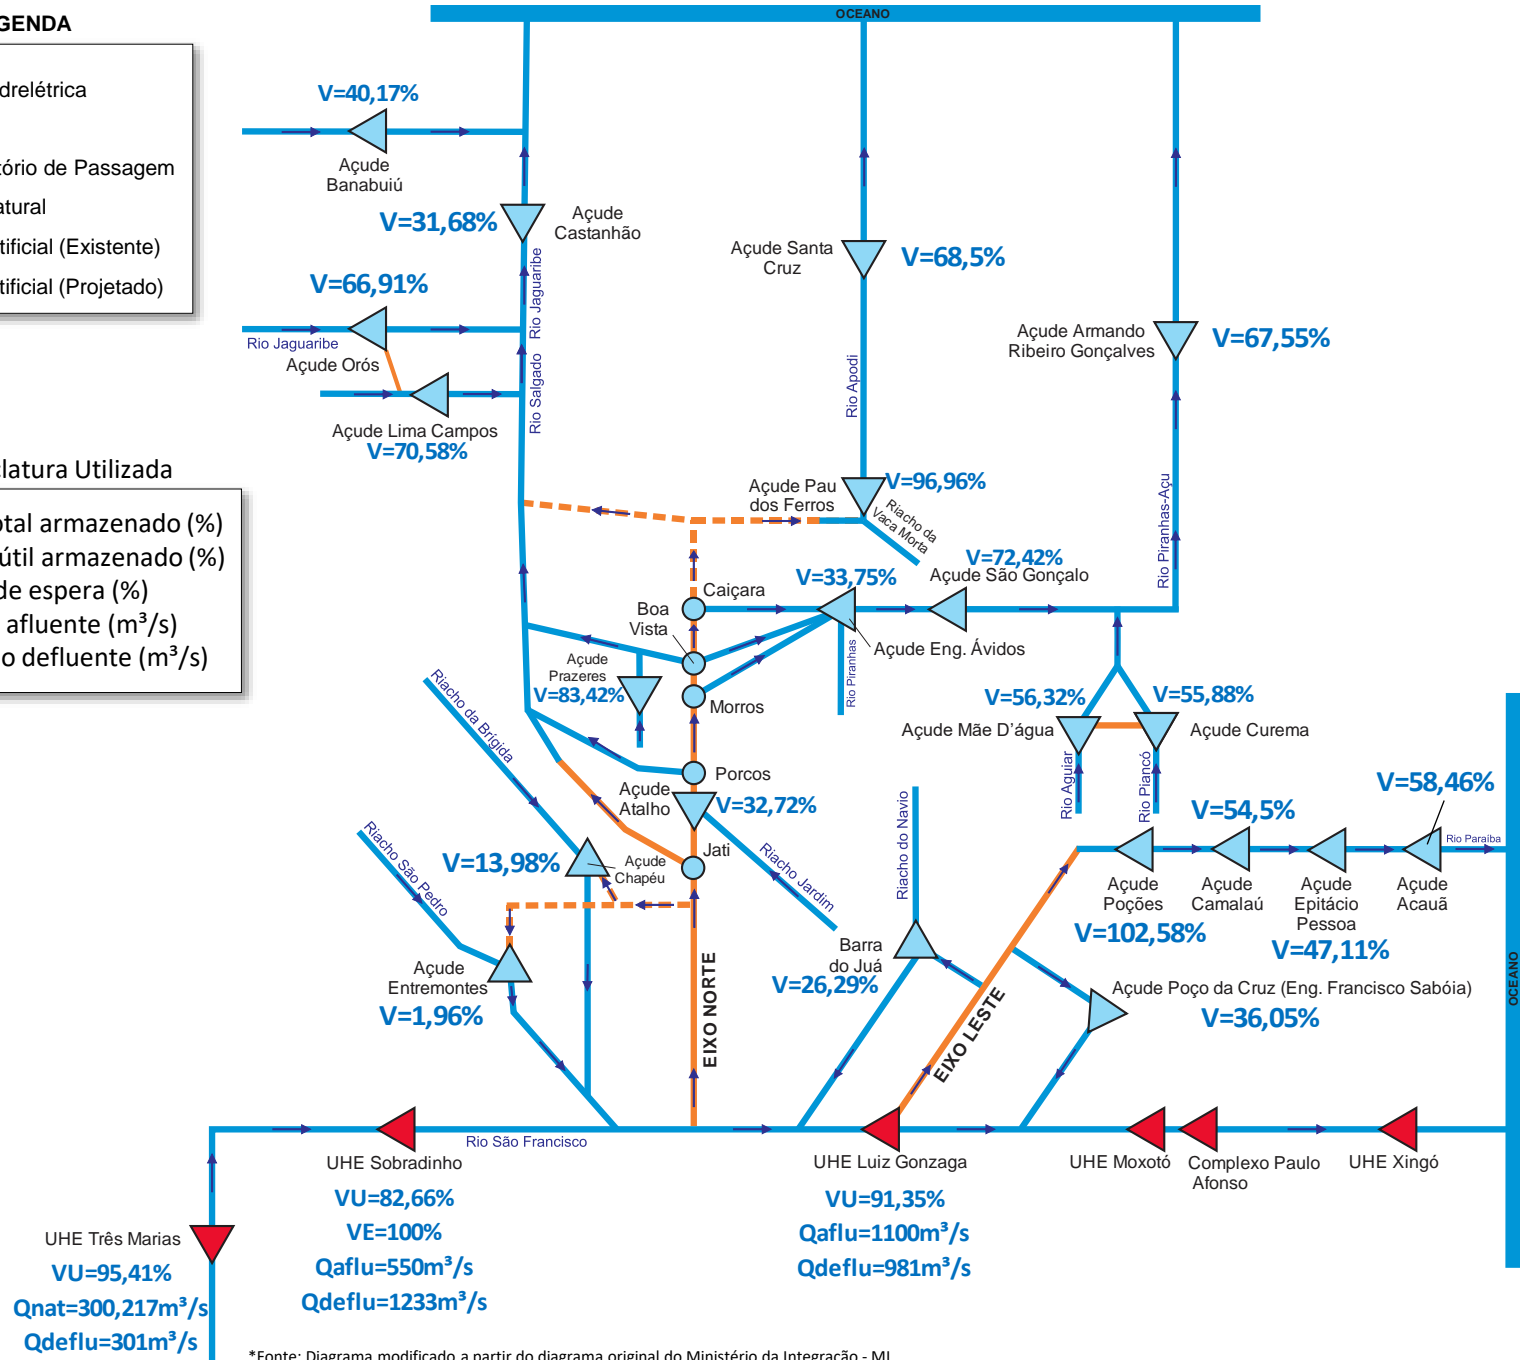 GENDA
drelétrica
tório de Passagem
atural
tificial (Existente)
tificial (Projetado)
clatura Utilizada
otal armazenado (%)
útil armazenado (%)
de espera (%)
afluente (m³/s)
o defluente (m³/s)
OCEANO
V=40,17%
Açude
Banabuiú
V=31,68%
Açude
Castanhão
Rio Jaguaribe
V=66,91%
Rio Jaguaribe
Açude Orós
Rio Salgado
Açude Lima Campos
V=70,58%
Açude Santa
Cruz
V=68,5%
Rio Apodi
Açude Armando
Ribeiro Gonçalves
V=67,55%
Rio Piranhas-Açu
Açude Pau
dos Ferros
V=96,96%
Riacho da
Vaca Morta
V=72,42%
Açude São Gonçalo
V=33,75%
Açude Eng. Ávidos
Rio Piranhas
Caiçara
Boa
Vista
Morros
Açude
Prazeres
V=83,42%
Porcos
Açude
Atalho
V=32,72%
Jati
Riacho Jardim
Riacho da Brígida
V=13,98%
Açude
Chapéu
Riacho São Pedro
Açude
Entremontes
V=1,96%
EIXO NORTE
V=56,32%
Açude Mãe D'água
V=55,88%
Açude Curema
Rio Aguiar
Rio Piancó
V=58,46%
V=54,5%
Rio Paraíba
Açude
Poções
V=102,58%
Açude
Camalaú
Açude
Epitácio
Pessoa
V=47,11%
Açude
Acauã
Riacho do Navio
Barra
do Juá
V=26,29%
EIXO LESTE
Açude Poço da Cruz (Eng. Francisco Sabóia)
V=36,05%
OCEANO
Rio São Francisco
UHE Sobradinho
VU=82,66%
VE=100%
Qaflu=550m³/s
Qdeflu=1233m³/s
UHE Luiz Gonzaga
VU=91,35%
Qaflu=1100m³/s
Qdeflu=981m³/s
UHE Moxotó
Complexo Paulo
Afonso
UHE Xingó
UHE Três Marias
VU=95,41%
Qnat=300,217m³/s
Qdeflu=301m³/s
*Fonte: Diagrama modificado a partir do diagrama original do Ministério da Integração - MI